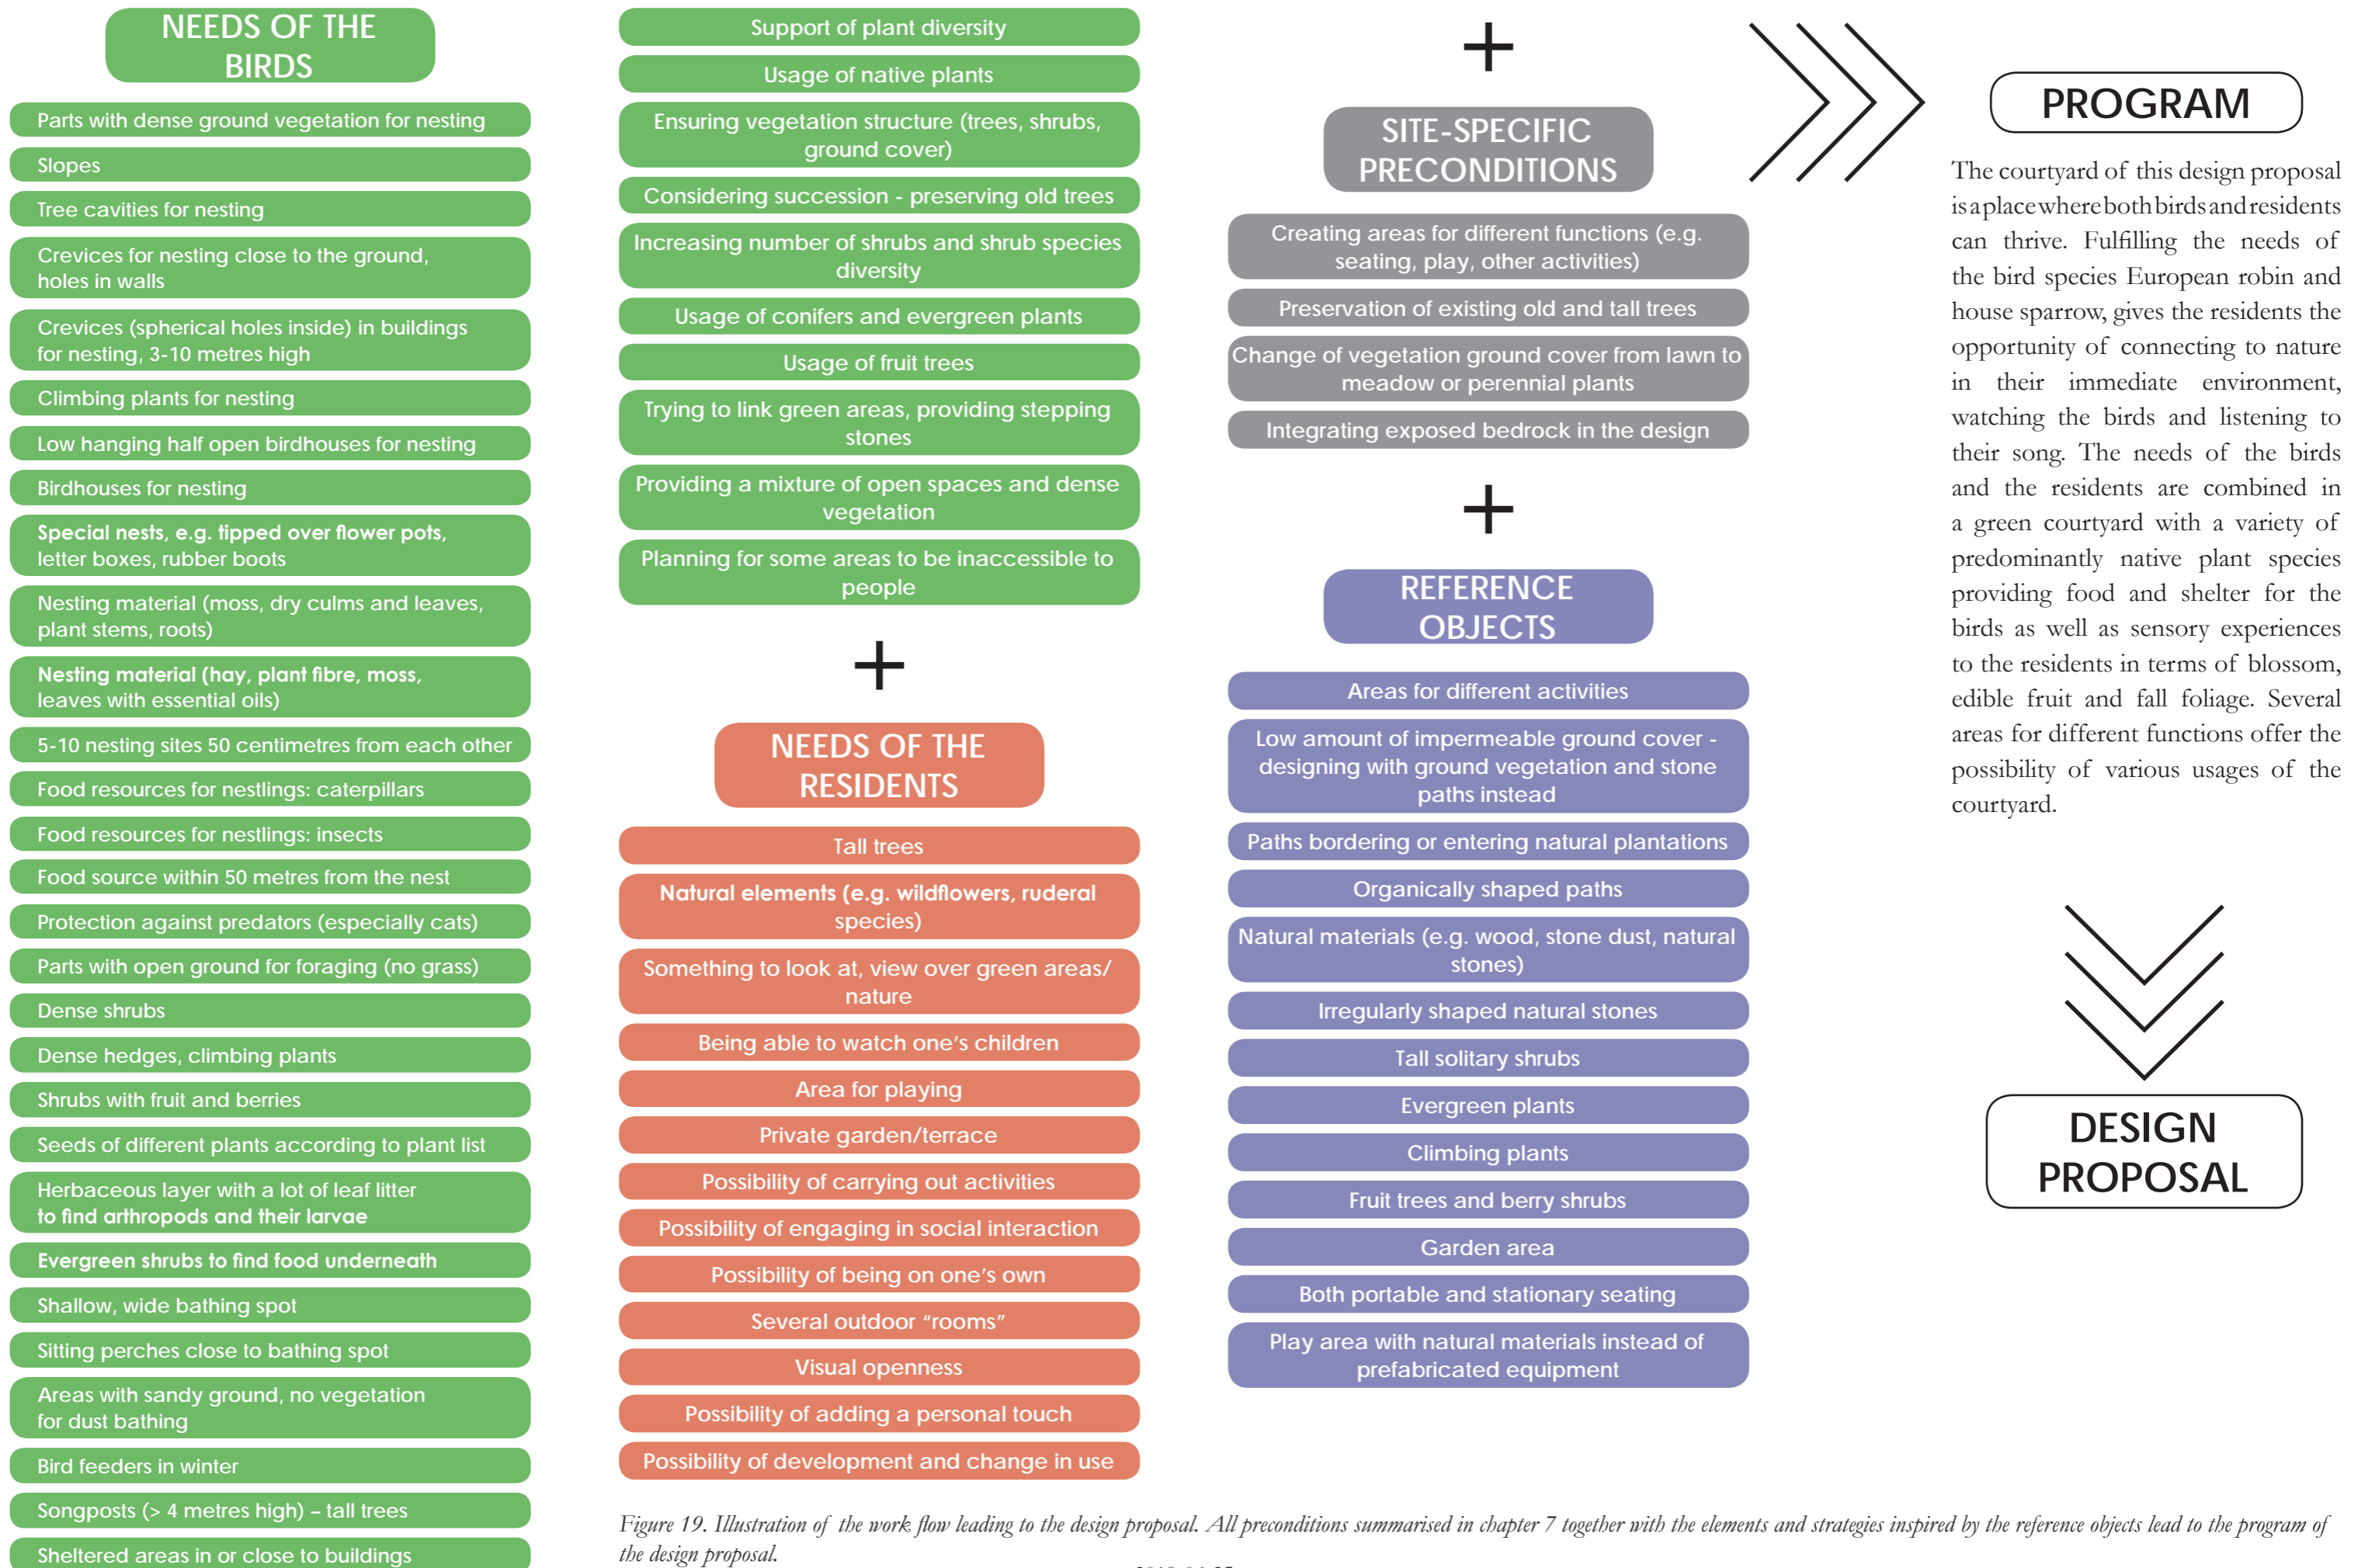 NEEDS OF THE
BIRDS
Parts with dense ground vegetation for nesting
Slopes
Tree cavities for nesting
Crevices for nesting close to the ground,
holes in walls
Crevices (spherical holes inside) in buildings
for nesting, 3-10 metres high
Climbing plants for nesting
Low hanging half open birdhouses for nesting
Birdhouses for nesting
Special nests, e.g. tipped over flower pots,
letter boxes, rubber boots
Nesting material (moss, dry culms and leaves,
plant stems, roots)
Nesting material (hay, plant fibre, moss,
leaves with essential oils)
5-10 nesting sites 50 centimetres from each other
Food resources for nestlings: caterpillars
Food resources for nestlings: insects
Food source within 50 metres from the nest
Protection against predators (especially cats)
Parts with open ground for foraging (no grass)
Dense shrubs
Dense hedges, climbing plants
Shrubs with fruit and berries
Seeds of different plants according to plant list
Herbaceous layer with a lot of leaf litter
to find arthropods and their larvae
Evergreen shrubs to find food underneath
Shallow, wide bathing spot
Sitting perches close to bathing spot
Areas with sandy ground, no vegetation
for dust bathing
Bird feeders in winter
Songposts (> 4 metres high) – tall trees
Sheltered areas in or close to buildings
Support of plant diversity
Usage of native plants
Ensuring vegetation structure (trees, shrubs,
ground cover)
Considering succession - preserving old trees
Increasing number of shrubs and shrub species
diversity
Usage of conifers and evergreen plants
Usage of fruit trees
Trying to link green areas, providing stepping
stones
Providing a mixture of open spaces and dense
vegetation
Planning for some areas to be inaccessible to
people
+
NEEDS OF THE
RESIDENTS
Tall trees
Natural elements (e.g. wildflowers, ruderal
species)
Something to look at, view over green areas/
nature
Being able to watch one's children
Area for playing
Private garden/terrace
Possibility of carrying out activities
Possibility of engaging in social interaction
Possibility of being on one's own
Several outdoor "rooms"
Visual openness
Possibility of adding a personal touch
Possibility of development and change in use
+
SITE-SPECIFIC
PRECONDITIONS
Creating areas for different functions (e.g.
seating, play, other activities)
Preservation of existing old and tall trees
Change of vegetation ground cover from lawn to
meadow or perennial plants
Integrating exposed bedrock in the design
+
REFERENCE
OBJECTS
Areas for different activities
Low amount of impermeable ground cover -
designing with ground vegetation and stone
paths instead
Paths bordering or entering natural plantations
Organically shaped paths
Natural materials (e.g. wood, stone dust, natural
stones)
Irregularly shaped natural stones
Tall solitary shrubs
Evergreen plants
Climbing plants
Fruit trees and berry shrubs
Garden area
Both portable and stationary seating
Play area with natural materials instead of
prefabricated equipment
PROGRAM
The courtyard of this design proposal
is a place where both birds and residents
can thrive. Fulfilling the needs of
the bird species European robin and
house sparrow, gives the residents the
opportunity of connecting to nature
in their immediate environment,
watching the birds and listening to
their song. The needs of the birds
and the residents are combined in
a green courtyard with a variety of
predominantly native plant species
providing food and shelter for the
birds as well as sensory experiences
to the residents in terms of blossom,
edible fruit and fall foliage. Several
areas for different functions offer the
possibility of various usages of the
courtyard.
DESIGN
PROPOSAL
Figure 19. Illustration of the work flow leading to the design proposal. All preconditions summarised in chapter 7 together with the elements and strategies inspired by the reference objects lead to the program of
the design proposal.